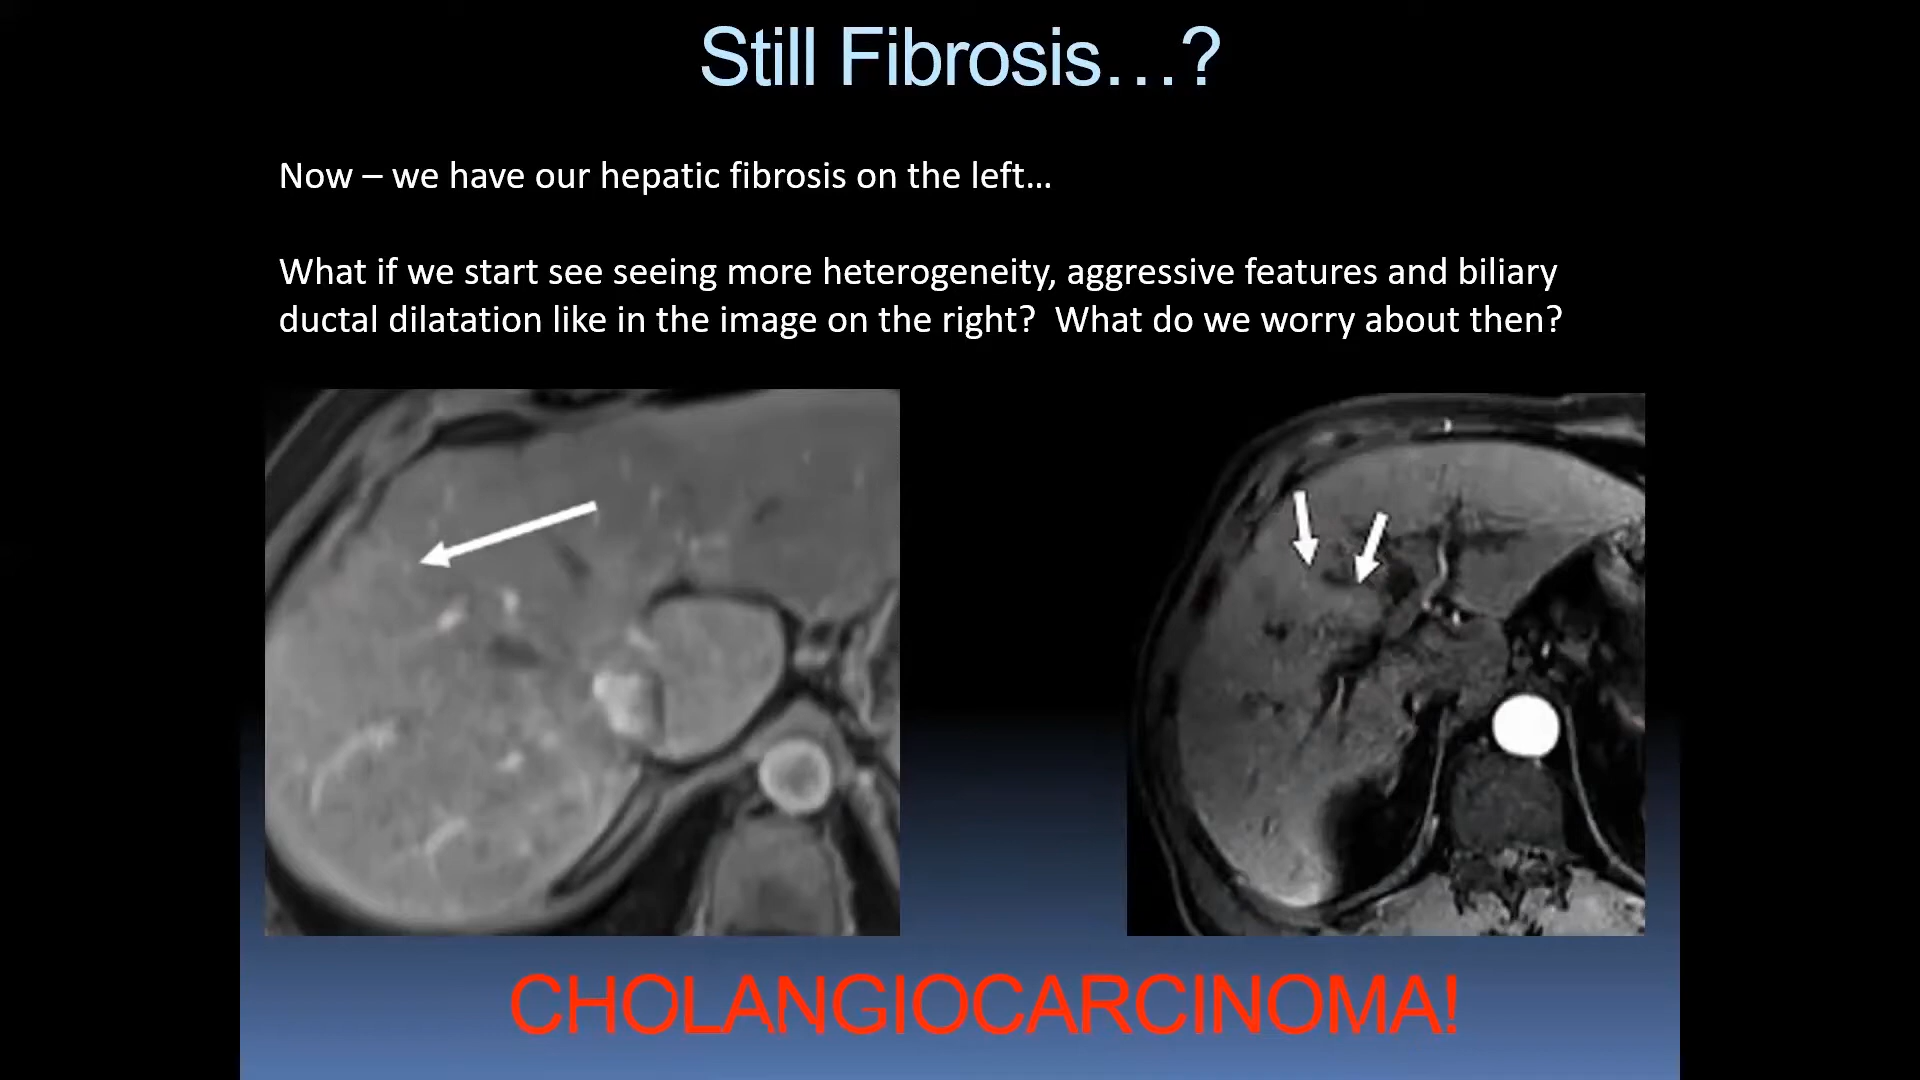 Still Fibrosis…?
Now – we have our hepatic fibrosis on the left…
What if we start see seeing more heterogeneity, aggressive features and biliary
ductal dilatation like in the image on the right?  What do we worry about then?
CHOLANGIOCARCINOMA!